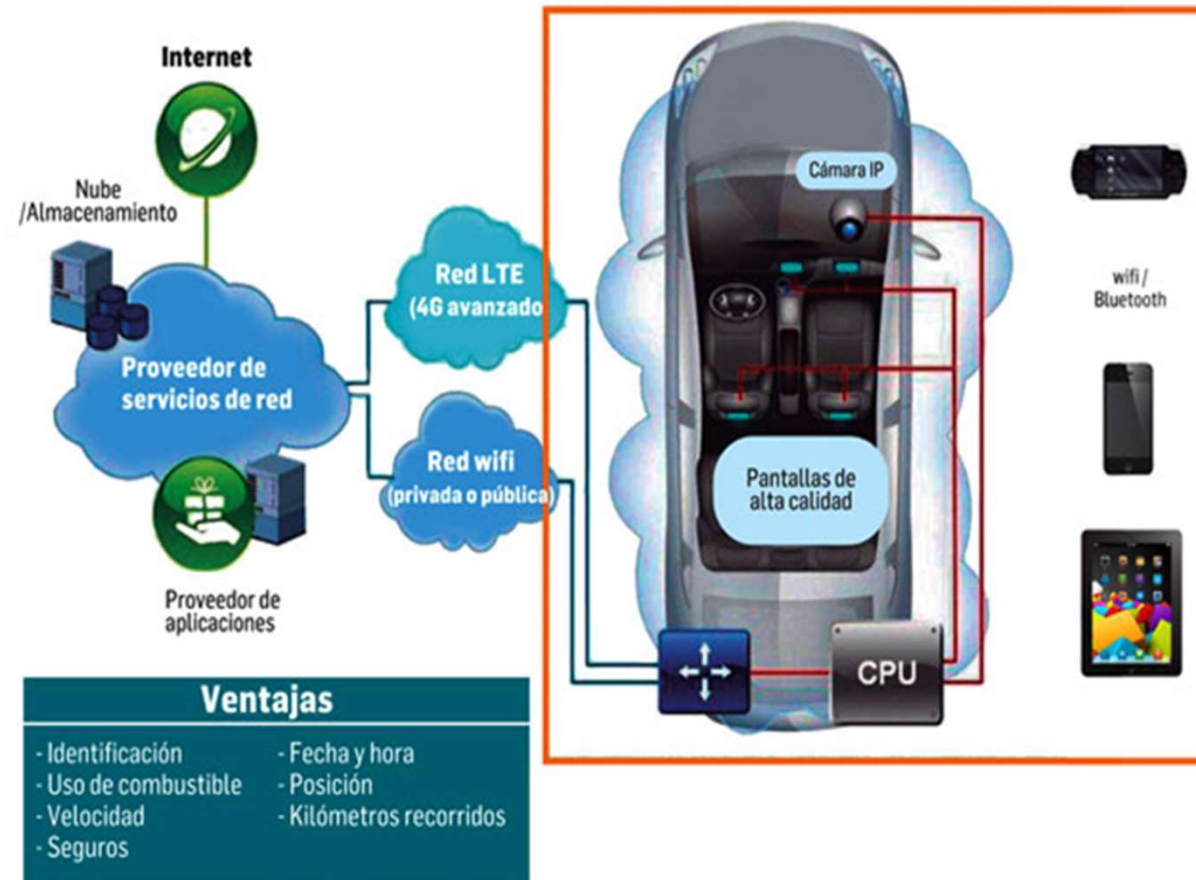 Internet
Nube
/Almacenamiento
Proveedor de
servicios de red
Proveedor de
aplicaciones
Red LTE
(4G avanzado
Red wifi
(privada o pública)
Cámara IP
Pantallas de
alta calidad
CPU
wifi /
Bluetooth
Ventajas
- Identificación
- Uso de combustible
- Velocidad
- Seguros
- Fecha y hora
- Posición
- Kilómetros recorridos